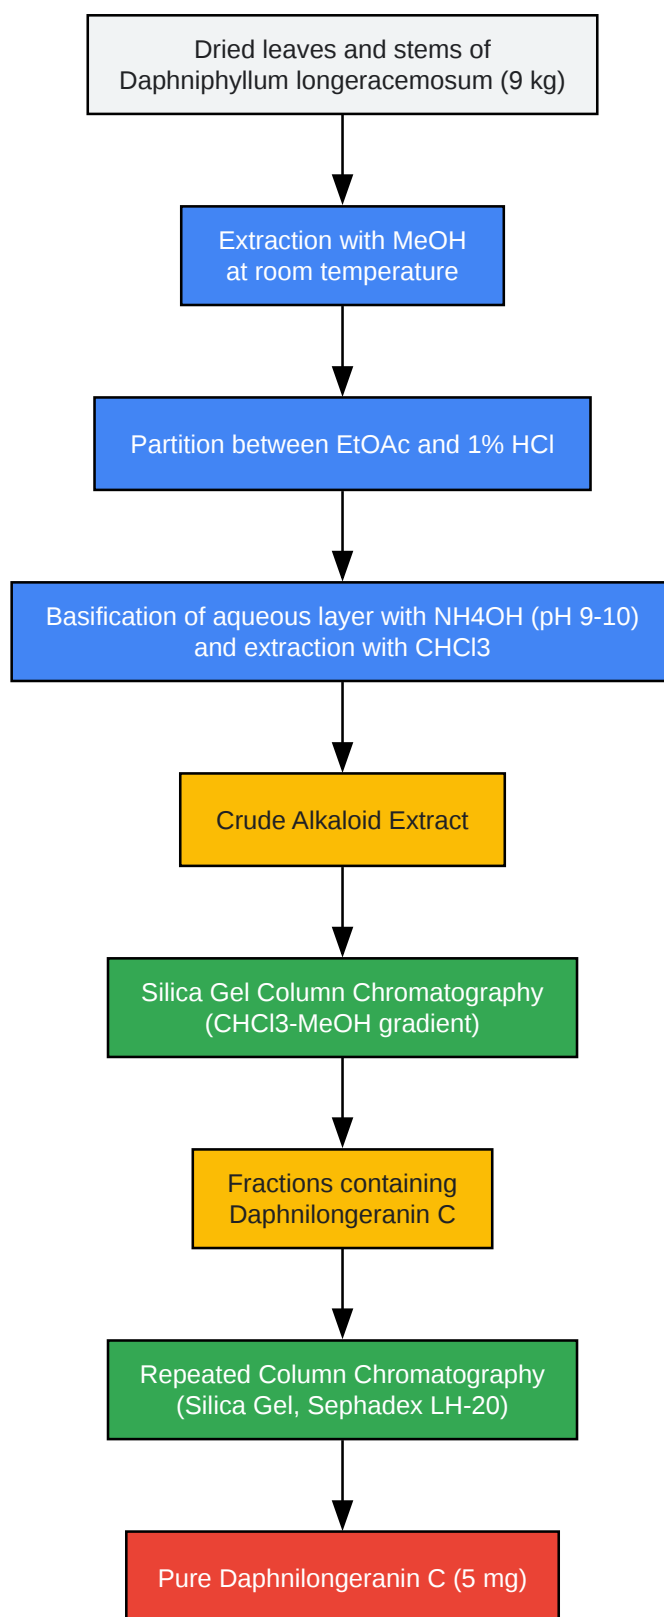 Dried leaves and stems of
Daphniphyllum longeracemosum (9 kg)
Extraction with MeOH
at room temperature
Partition between EtOAc and 1% HCl
Basification of aqueous layer with NH4OH (pH 9-10)
and extraction with CHCl3
Crude Alkaloid Extract
Silica Gel Column Chromatography
(CHCl3-MeOH gradient)
Fractions containing
Daphnilongeranin C
Repeated Column Chromatography
(Silica Gel, Sephadex LH-20)
Pure Daphnilongeranin C (5 mg)